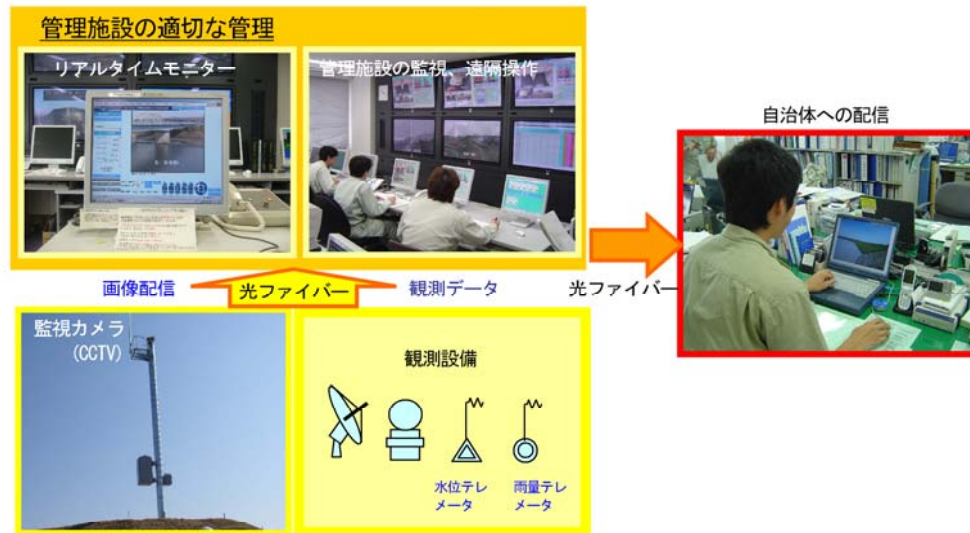 管理施設の適切な管理
リアルタイムモニター
管理施設の監視、遠隔操作
自治体への配信
画像配信
光ファイバー
観測データ
光ファイバー
監視カメラ
(CCTV)
観測設備
水位テレ
メータ
雨量テレ
メータ